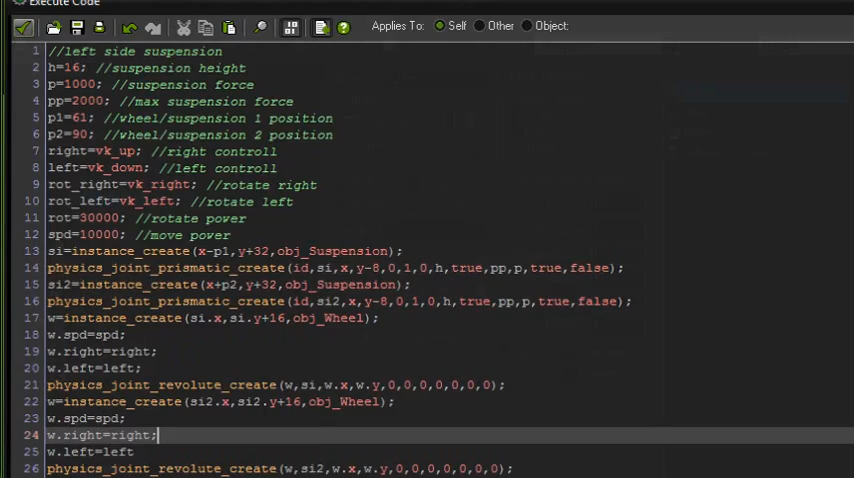 Execute Code
Applies To: Self Other Object:
1 //left side suspension
2 h=16; //suspension height
3 p=1000; //suspension force
4 pp=2000; //max suspension force
5 p1=61; //wheel/suspension 1 position
6 p2=90; //wheel/suspension 2 position
7 right=vk_up; //right controll
8 left=vk_down; //left controll
9 rot_right=vk_right; //rotate right
10 rot_left=vk_left; //rotate left
11 rot=30000; //rotate power
12 spd=10000; //move power
13 si=instance_create(x-p1,y+32,obj_Suspension);
14 physics_joint_prismatic_create(id,si,x,y-8,0,1,0,h,true,pp,p,true,false);
15 si2=instance_create(x+p2,y+32,obj_Suspension);
16 physics_joint_prismatic_create(id,si2,x,y-8,0,1,0,h,true,pp,p,true,false);
17 w=instance_create(si.x,si.y+16,obj_Wheel);
18 w.spd=spd;
19 w.right=right;
20 w.left=left;
21 physics_joint_revolute_create(w,si,w.x,w.y,0,0,0,0,0,0,0);
22 w=instance_create(si2.x,si2.y+16,obj_Wheel);
23 w.spd=spd;
24 w.right=right;
25 w.left=left
26 physics_joint_revolute_create(w,si2,w.x,w.y,0,0,0,0,0,0,0);